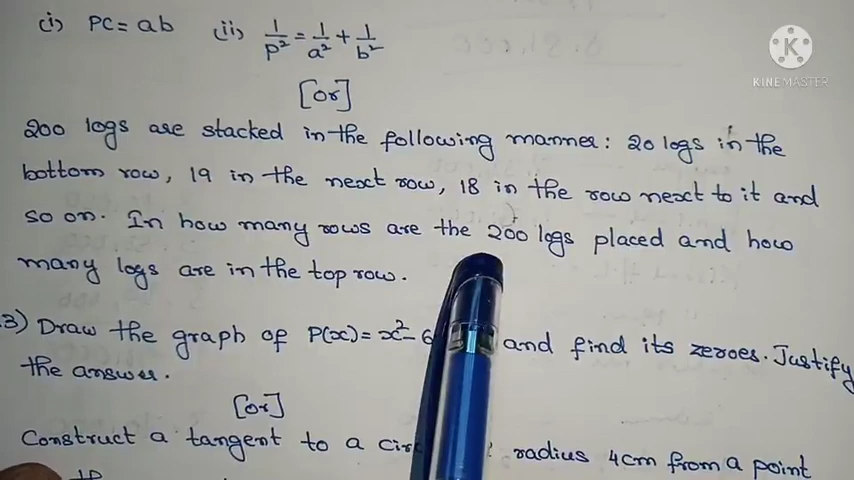 (i) PC = ab (ii) 1/p² = 1/a² + 1/b²
K
KINEMASTER
[Or]
200 logs are stacked in the following manner: 20 logs in the
bottom row, 19 in the next row, 18 in the row next to it and
so on. In how many rows are the 200 logs placed and how
many logs are in the top row.
3) Draw the graph of P(x) = x² - 6 and find its zeroes. Justify
the answer.
[or]
Construct a tangent to a circ radius 4cm from a point